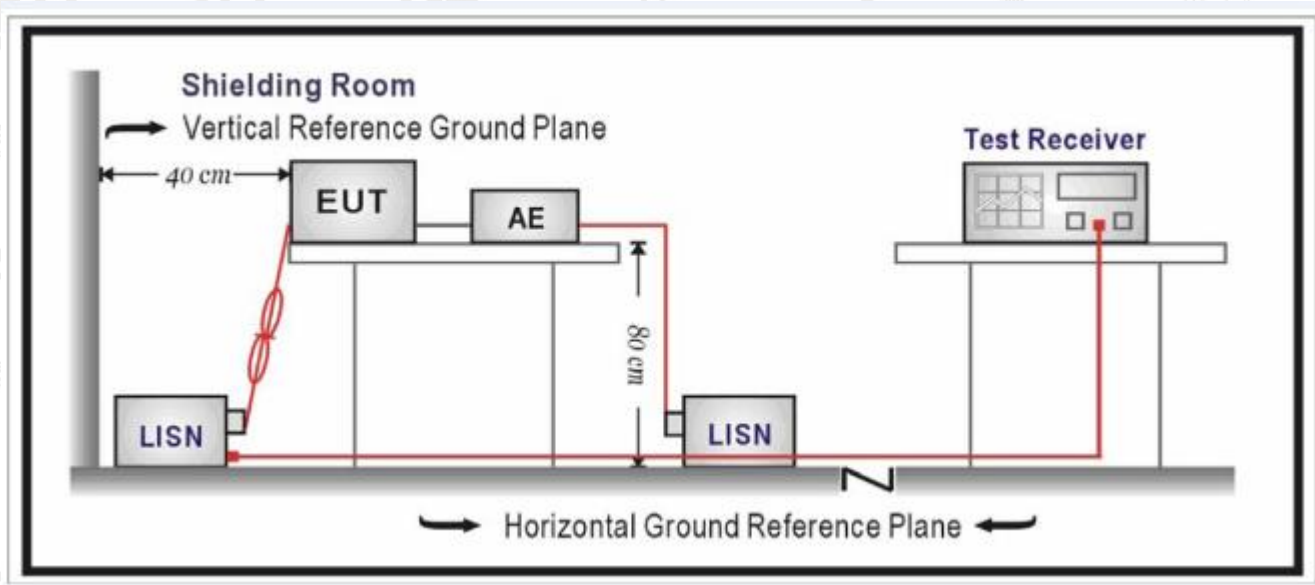 Shielding Room
Vertical Reference Ground Plane
Test Receiver
40 cm
EUT
AE
80 cm
LISN
LISN
Horizontal Ground Reference Plane